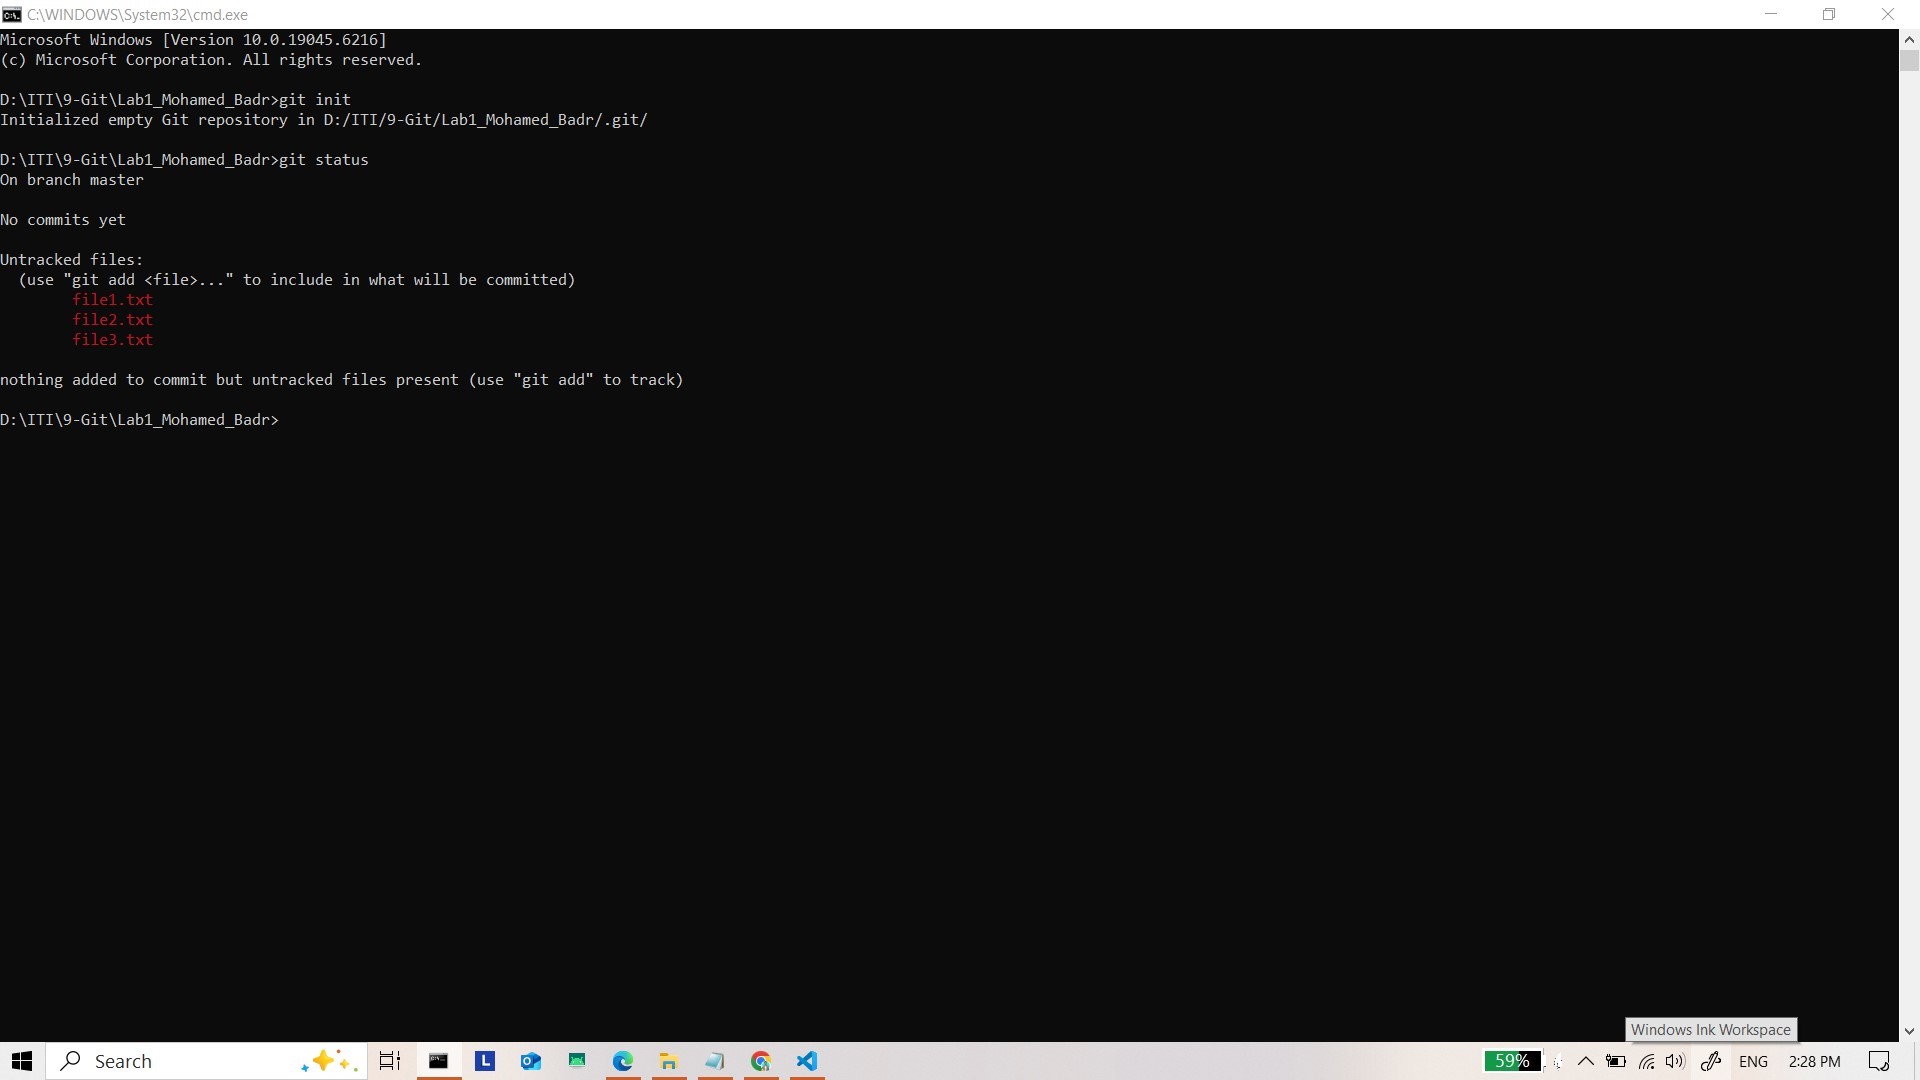 C:\WINDOWS\System32\cmd.exe
Microsoft Windows [Version 10.0.19045.6216]
(c) Microsoft Corporation. All rights reserved.
D:\ITI\9-Git\Lab1_Mohamed_Badr>git init
Initialized empty Git repository in D:/ITI/9-Git/Lab1_Mohamed_Badr/.git/
D:\ITI\9-Git\Lab1_Mohamed_Badr>git status
On branch master
No commits yet
Untracked files:
  (use "git add <file>..." to include in what will be committed)
        file1.txt
        file2.txt
        file3.txt
nothing added to commit but untracked files present (use "git add" to track)
D:\ITI\9-Git\Lab1_Mohamed_Badr>
Windows Ink Workspace
Search
L
59%
ENG
2:28 PM